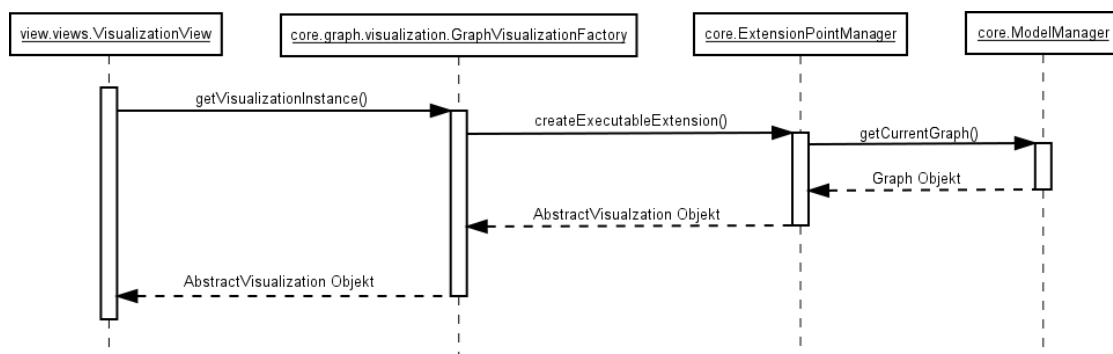 view.views.VisualizationView
core.graph.visualization.GraphVisualizationFactory
core.ExtensionPointManager
core.ModelManager
getVisualizationInstance()
createExecutableExtension()
getCurrentGraph()
Graph Objekt
AbstractVisualzation Objekt
AbstractVisualization Objekt